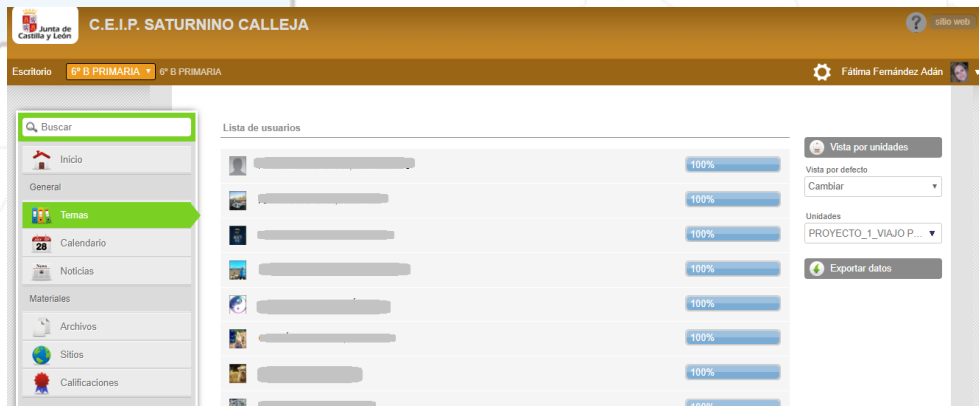 Junta de
Castilla y León
C.E.I.P. SATURNINO CALLEJA
? sitio web
Escritorio 6º B PRIMARIA 6º B PRIMARIA
Fátima Fernández Adán
Buscar
Inicio
General
Temas
28
Calendario
Noticias
Materiales
Archivos
Sitios
Calificaciones
Lista de usuarios
100%
100%
100%
100%
100%
100%
100%
100%
Vista por unidades
Vista por defecto
Cambiar
Unidades
PROYECTO_1_VIAJO P...
Exportar datos